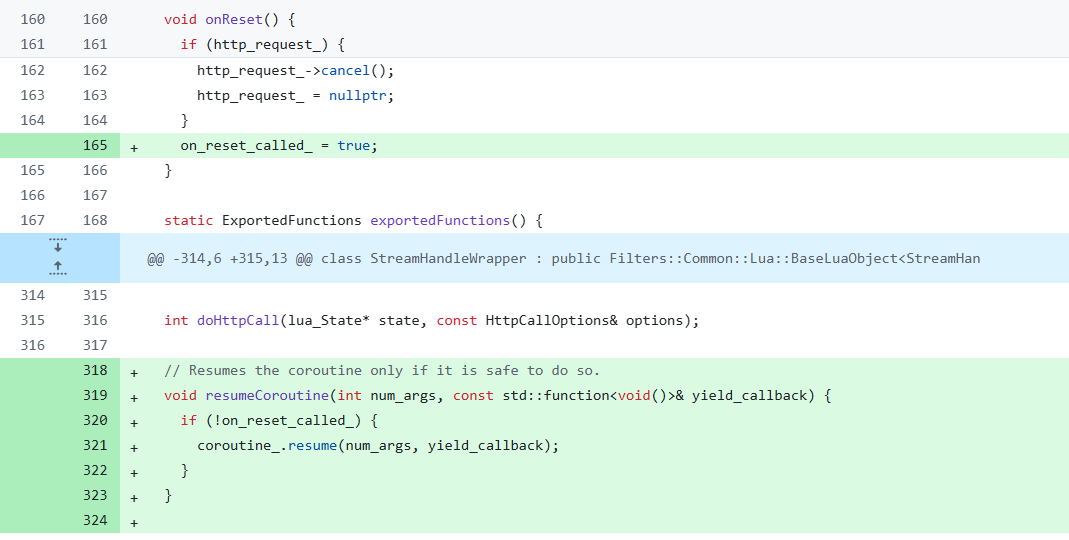 160 160 void onReset() {
161 161 if (http_request_) {
162 162 http_request_->cancel();
163 163 http_request_ = nullptr;
164 164 }
165 + on_reset_called_ = true;
165 166 }
166 167
167 168 static ExportedFunctions exportedFunctions() {
@@ -314,6 +315,13 @@ class StreamHandleWrapper : public Filters::Common::Lua::BaseLuaObject<StreamHan
314 315
315 316 int doHttpCall(lua_State* state, const HttpCallOptions& options);
316 317
318 + // Resumes the coroutine only if it is safe to do so.
319 + void resumeCoroutine(int num_args, const std::function<void()>& yield_callback) {
320 + if (!on_reset_called_) {
321 + coroutine_.resume(num_args, yield_callback);
322 + }
323 + }
324 +